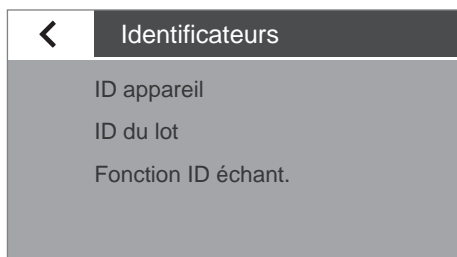 Identificateurs
ID appareil
ID du lot
Fonction ID échant.